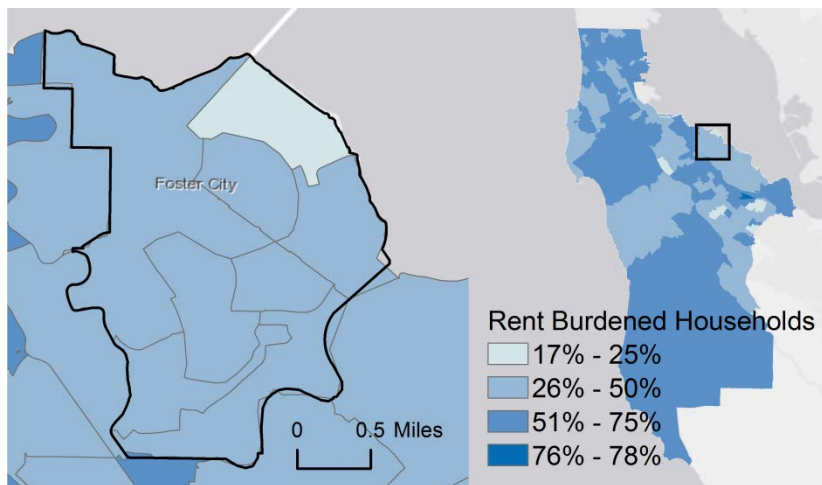 Foster City
0 0.5 Miles
Rent Burdened Households
17% - 25%
26% - 50%
51% - 75%
76% - 78%